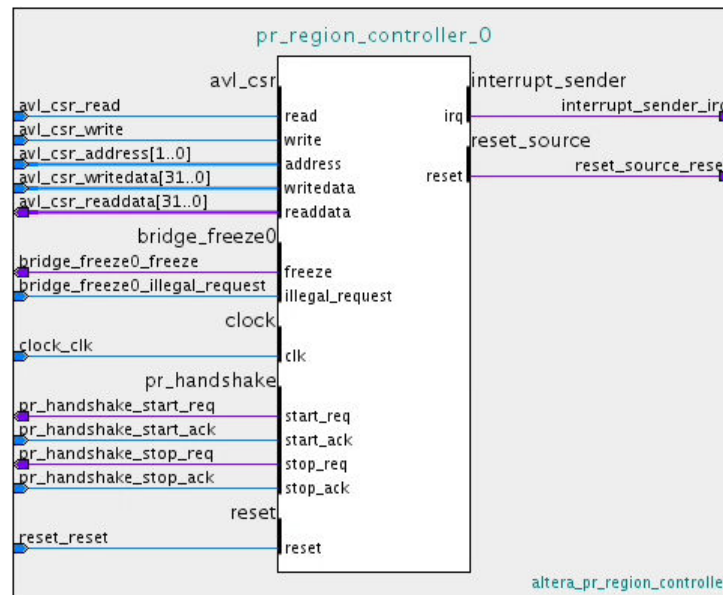 pr_region_controller_0
avl_csr
interrupt_sender
avl_csr_read
read
irq
interrupt_sender_irq
avl_csr_write
write
reset_source
avl_csr_address[1..0]
address
reset
reset_source_rese
avl_csr_writedata[31..0]
writedata
avl_csr_readdata[31..0]
readdata
bridge_freeze0
bridge_freeze0_freeze
freeze
bridge_freeze0_illegal_request
illegal_request
clock
clock_clk
clk
pr_handshake
pr_handshake_start_req
start_req
pr_handshake_start_ack
start_ack
pr_handshake_stop_req
stop_req
pr_handshake_stop_ack
stop_ack
reset
reset_reset
reset
altera_pr_region_controlle